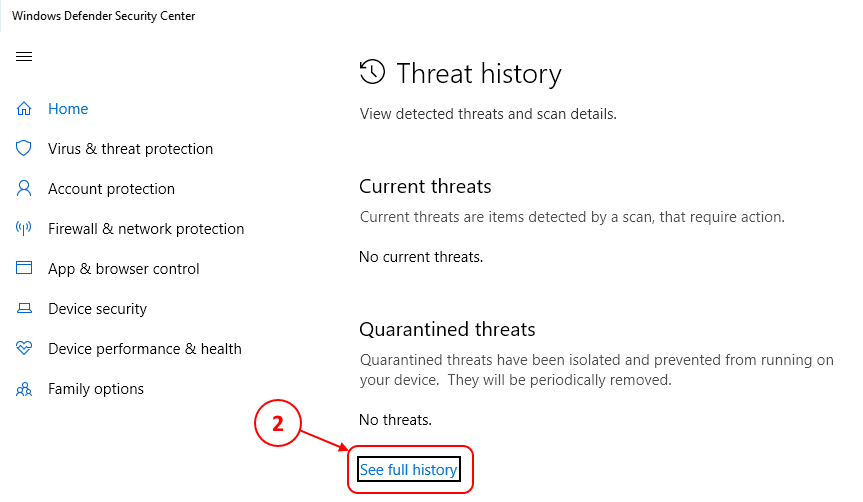 Windows Defender Security Center
Home
Virus & threat protection
Account protection
Firewall & network protection
App & browser control
Device security
Device performance & health
Family options
Threat history
View detected threats and scan details.
Current threats
Current threats are items detected by a scan, that require action.
No current threats.
Quarantined threats
Quarantined threats have been isolated and prevented from running on
your device.  They will be periodically removed.
No threats.
2
See full history